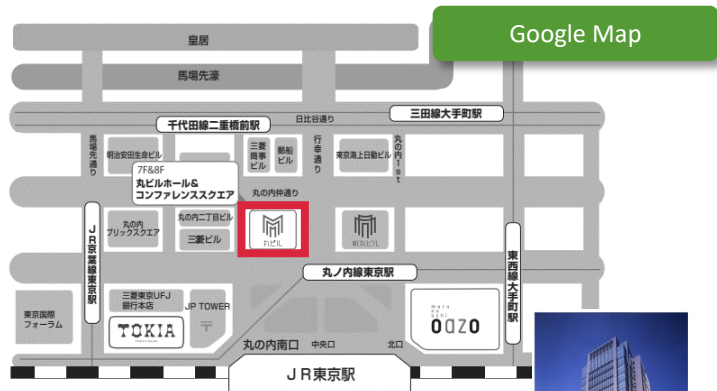 Google Map
皇居
馬場先濠
三田線大手町駅
日比谷通り
千代田線二重橋前駅
馬場先通り
明治安田生命ビル
三菱
商事
ビル
郵船
ビル
行幸通り
東京海上日動ビル
丸の内1st
7F&8F
丸ビルホール&
コンファレンススクエア
丸の内仲通り
丸の内
ブリックスクエア
丸の内二丁目ビル
三菱ビル
丸ビル
新丸ビル
JR京葉線東京駅
東西線大手町駅
丸ノ内線東京駅
東京国際
フォーラム
三菱東京UFJ
銀行本店
TOKIA
JP TOWER
maru
no
uchi
oazo
丸の内南口
中央口
北口
JR東京駅